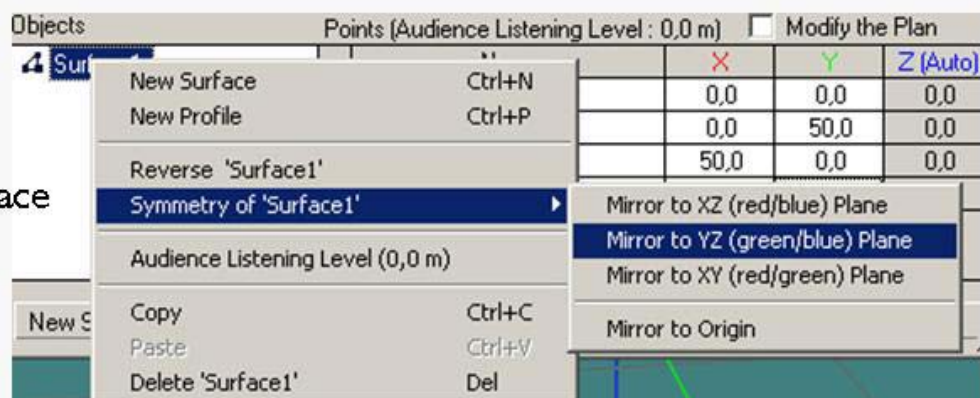 Objects Points (Audience Listening Level : 0,0 m) Modify the Plan
X Y Z (Auto)
New Surface Ctrl+N
0,0 0,0 0,0
New Profile Ctrl+P
0,0 50,0 0,0
Reverse 'Surface1'
50,0 0,0 0,0
Symmetry of 'Surface1'
Mirror to XZ (red/blue) Plane
Mirror to YZ (green/blue) Plane
Audience Listening Level (0,0 m)
Mirror to XY (red/green) Plane
Copy Ctrl+C
Mirror to Origin
Paste Ctrl+V
Delete 'Surface1' Del